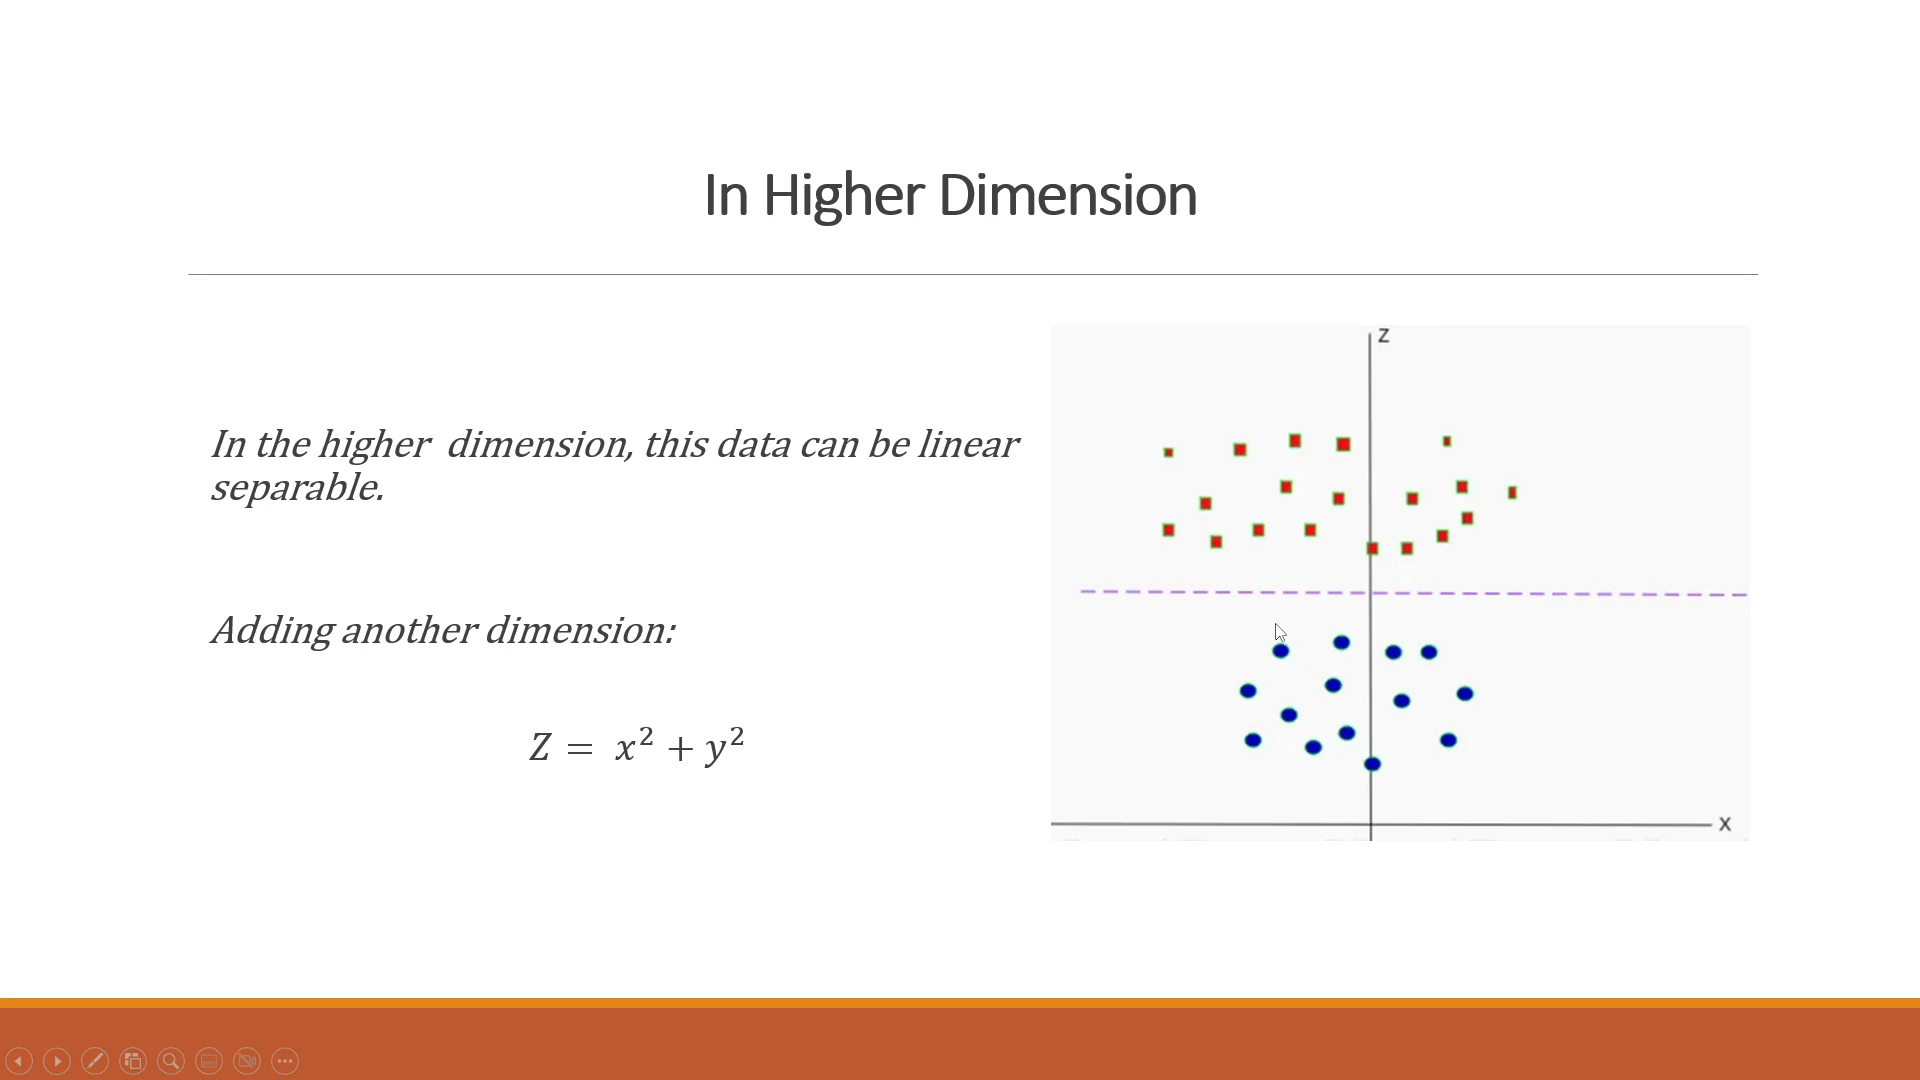 In Higher Dimension
In the higher dimension, this data can be linear
separable.
Adding another dimension:
Z = x² + y²
Z
X